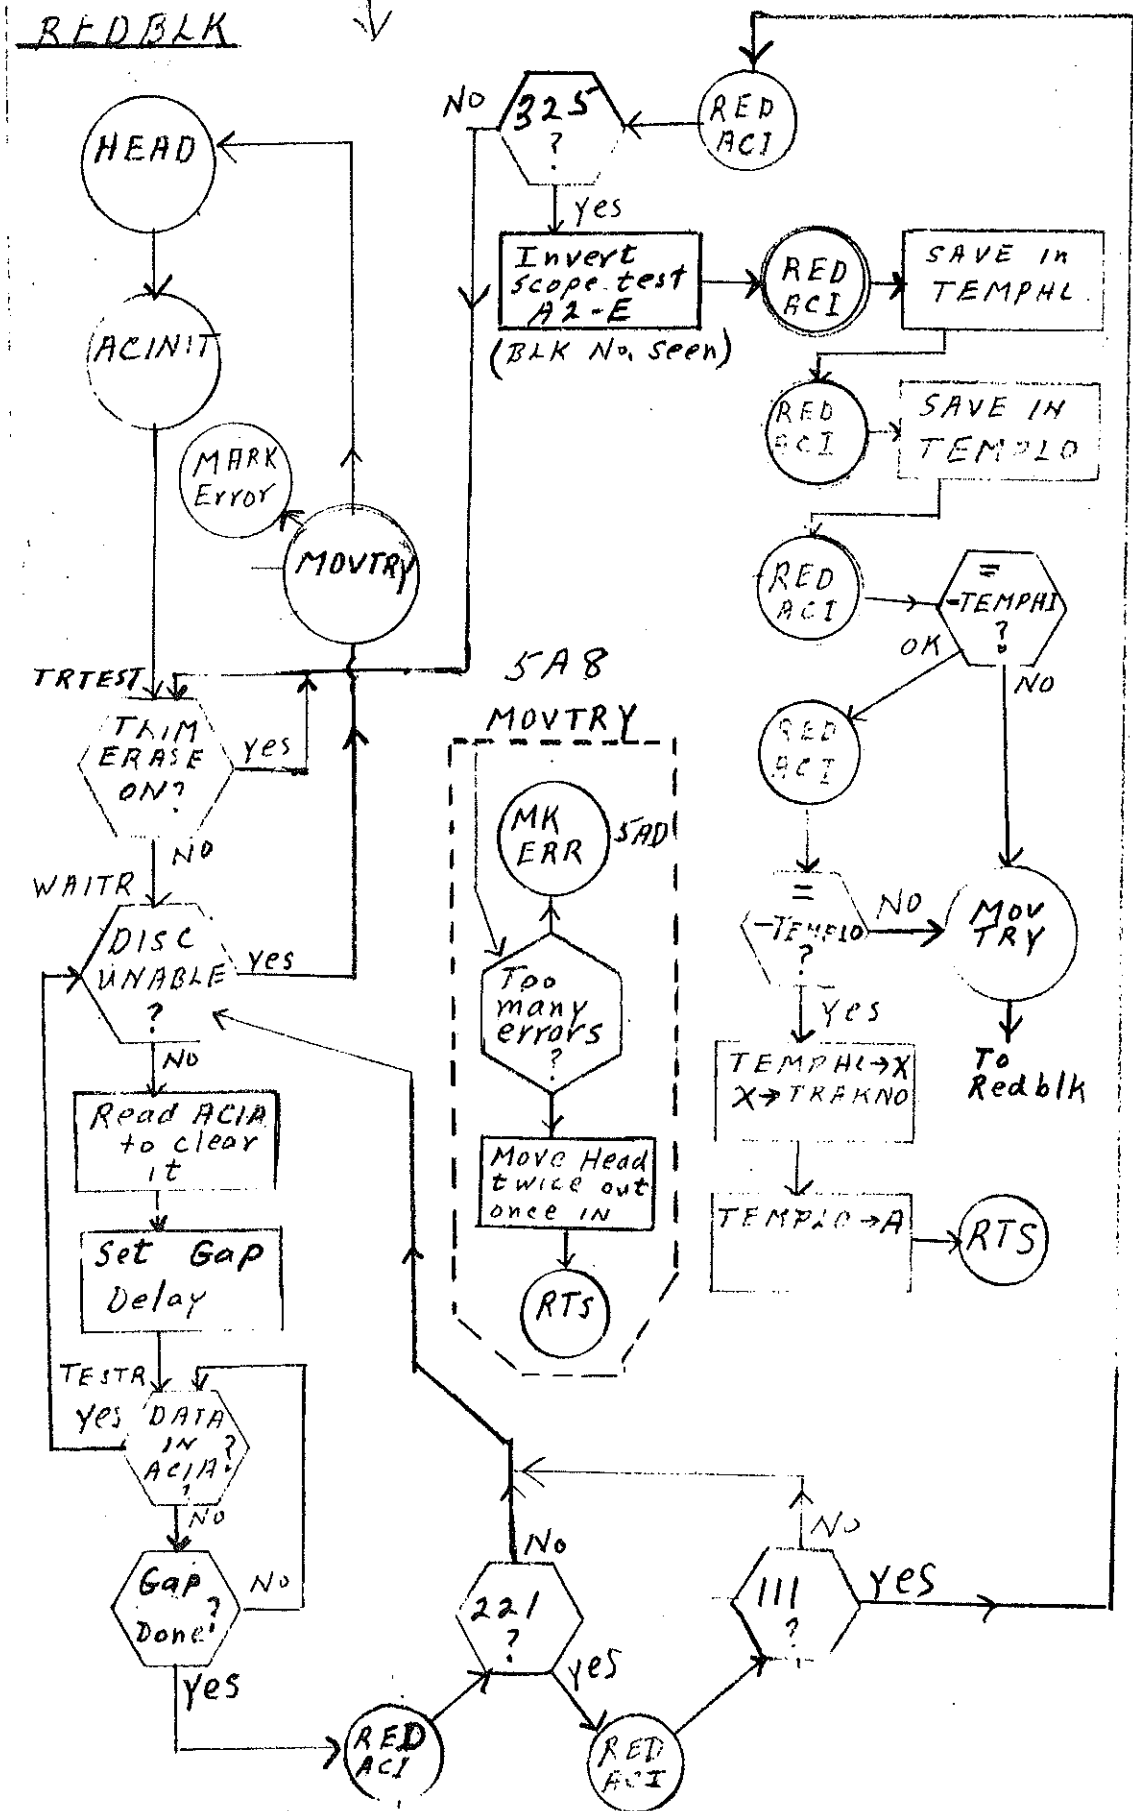 REDBLK
HEAD
ACINIT
MARK
Error
MOVTRY
TRTEST
TRIM
ERASE
ON?
Yes
NO
WAITR
DISC
UNABLE
?
Yes
NO
Read ACIA
to clear
it
Set Gap
Delay
TESTR
Yes
DATA
IN ?
ACIA?
?
NO
Gap
Done?
NO
Yes
RED
ACI
221
?
No
Yes
RED
ACI
111
?
No
Yes
RED
ACI
325
?
NO
Yes
Invert
scope test
A2-E
(BLK No. Seen)
RED
ACI
SAVE in
TEMPHL
RED
ACI
SAVE IN
TEMPLO
RED
ACI
=
-TEMPHI
?
OK
NO
RED
ACI
=
-TEMPLO
?
NO
MOV
TRY
To
Redblk
Yes
TEMPHL→X
X→TRAKNO
TEMPLO→A
RTS
5A8
MOVTRY
MK
ERR
5AD
Too
many
errors
?
Move Head
twice out
once IN
RTS